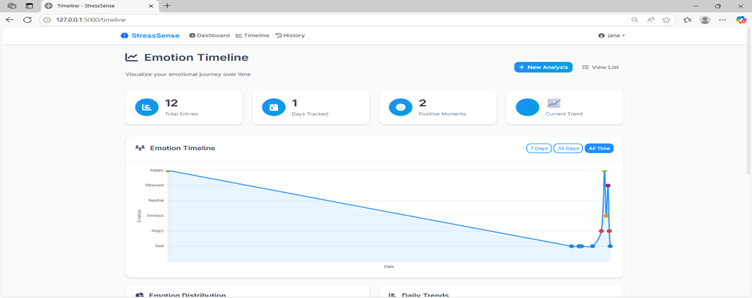 Timeline - StressSense
127.0.0.1:5000/timeline
StressSense Dashboard Timeline History jane
Emotion Timeline
Visualize your emotional journey over time
+ New Analysis View List
12
Total Entries
1
Days Tracked
2
Positive Moments
Current Trend
Emotion Timeline
7 Days 30 Days All Time
Happy
Stressed
Neutral
Anxious
Angry
Sad
Date
Emotion Distribution
Daily Trends